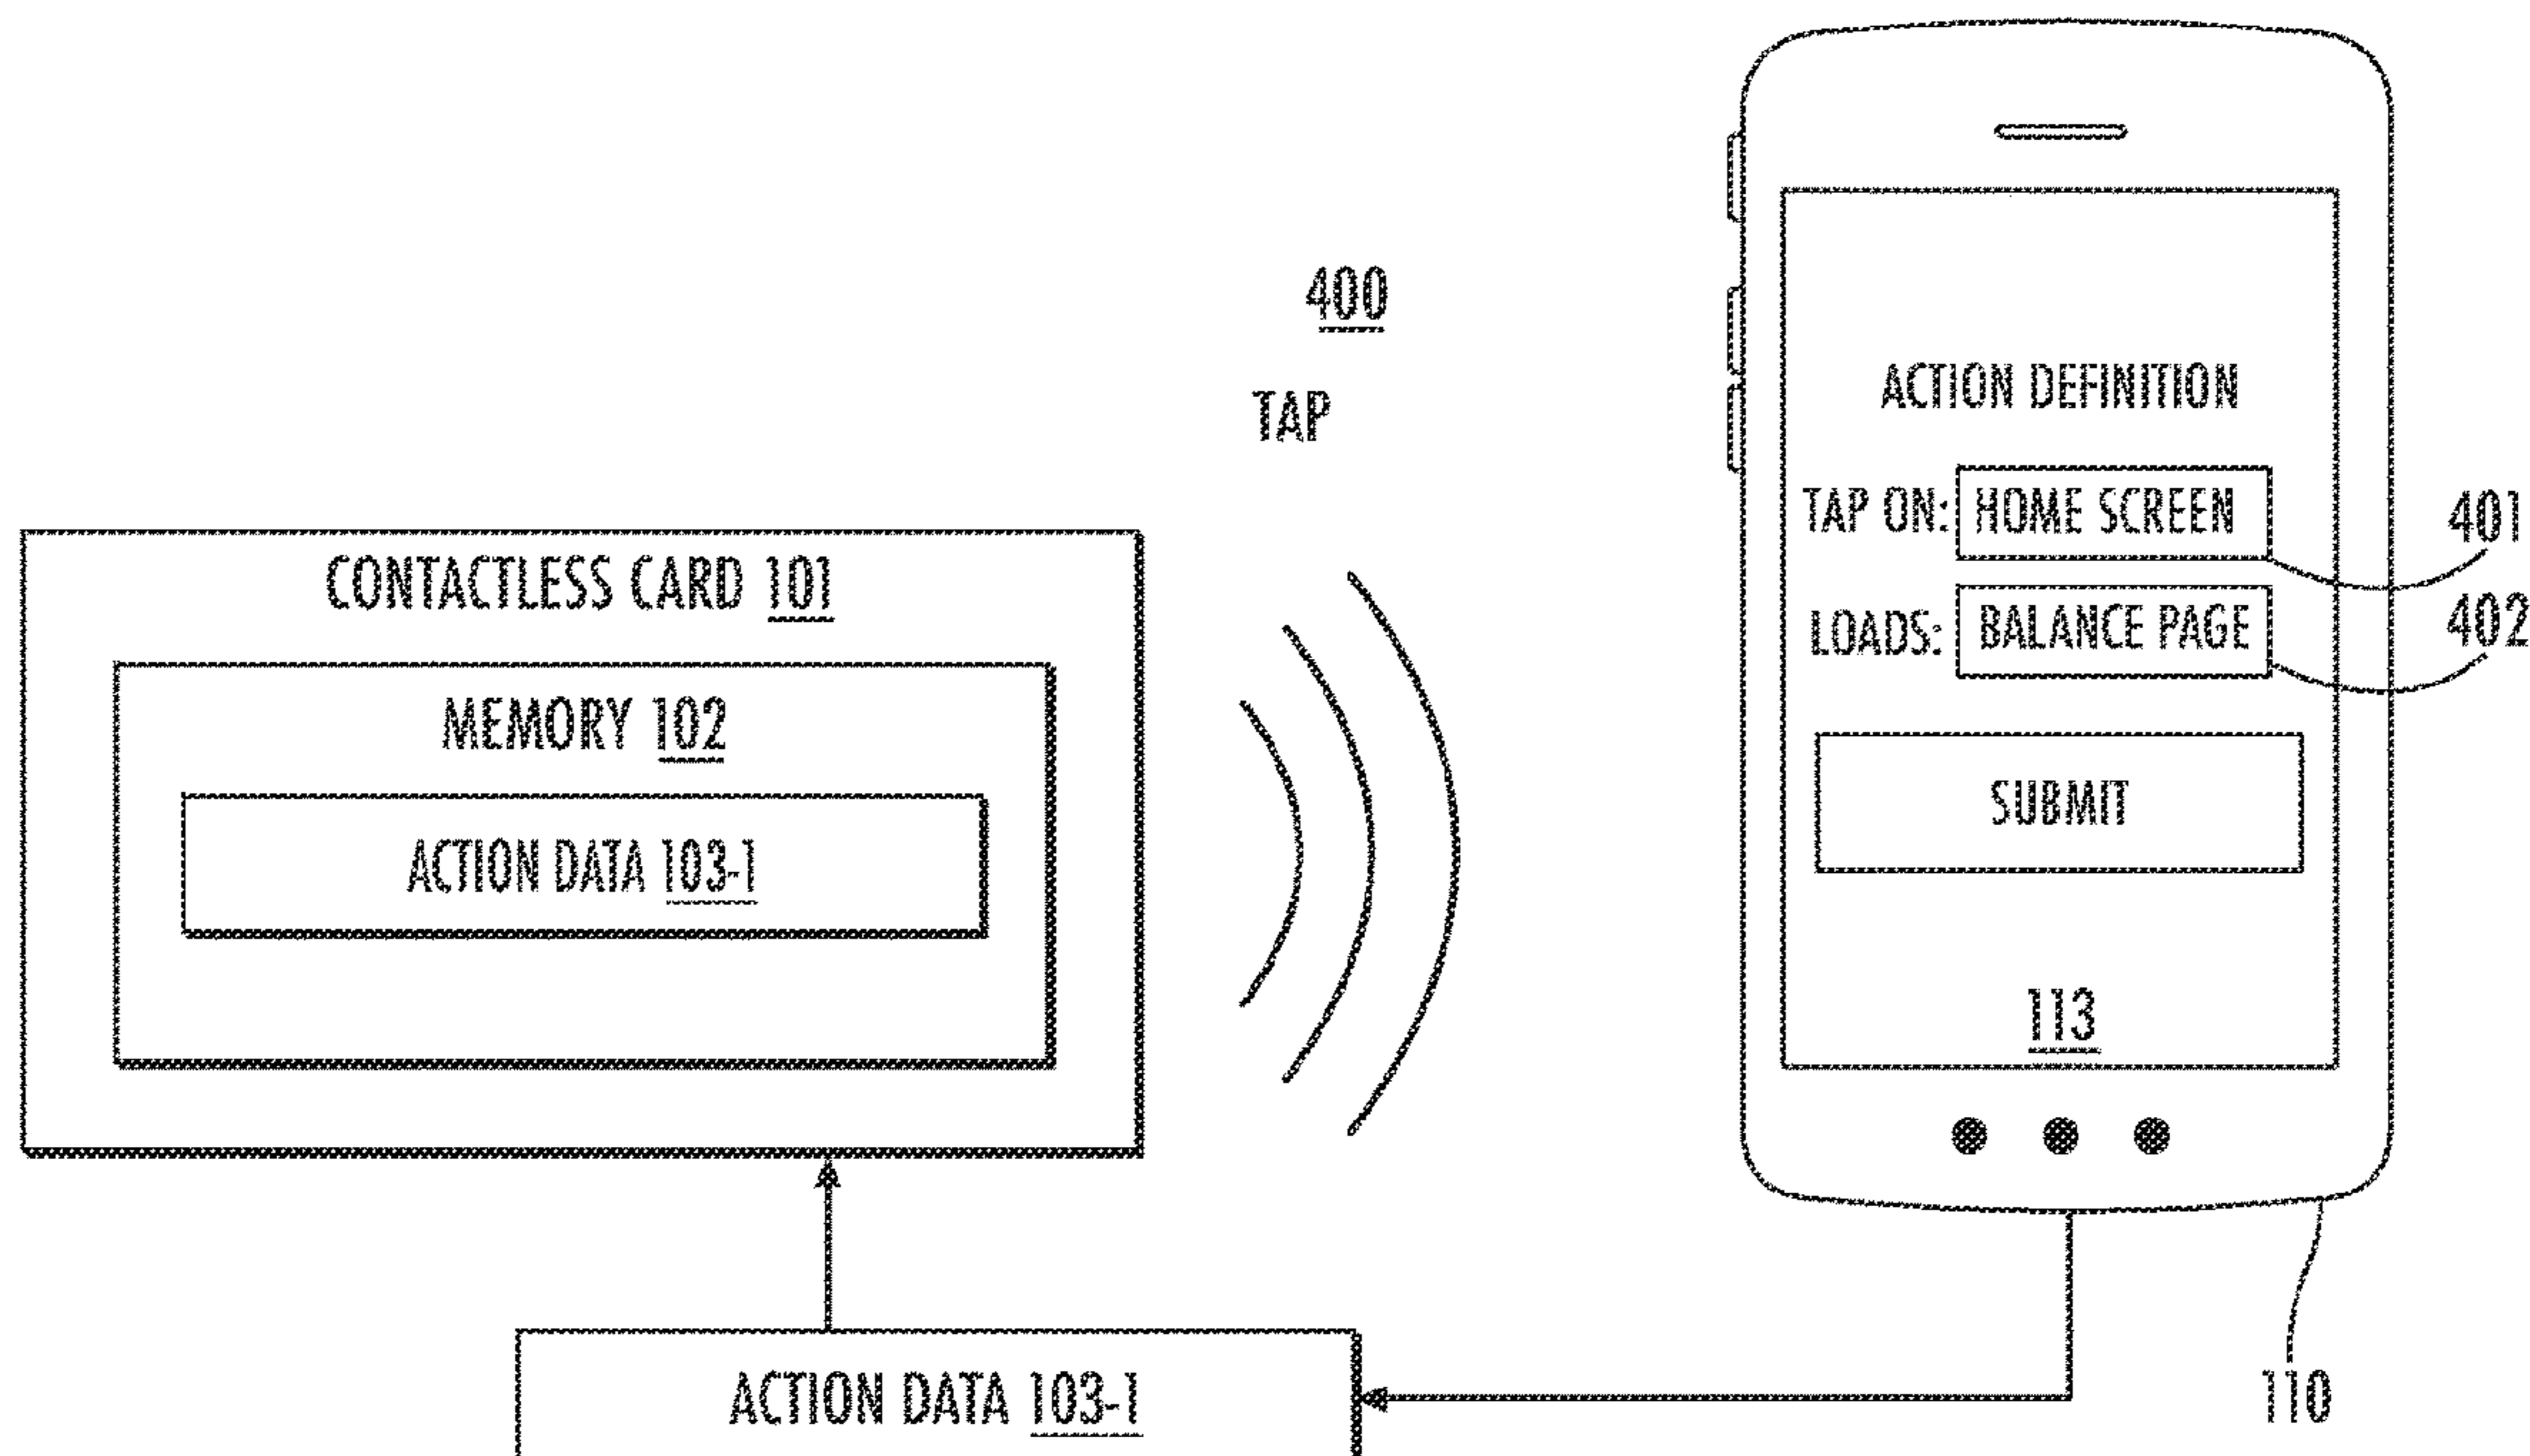 400
TAP
CONTACTLESS CARD 101
MEMORY 102
ACTION DATA 103-1
ACTION DEFINITION
TAP ON: HOME SCREEN
401
LOADS: BALANCE PAGE
402
SUBMIT
113
110
ACTION DATA 103-1